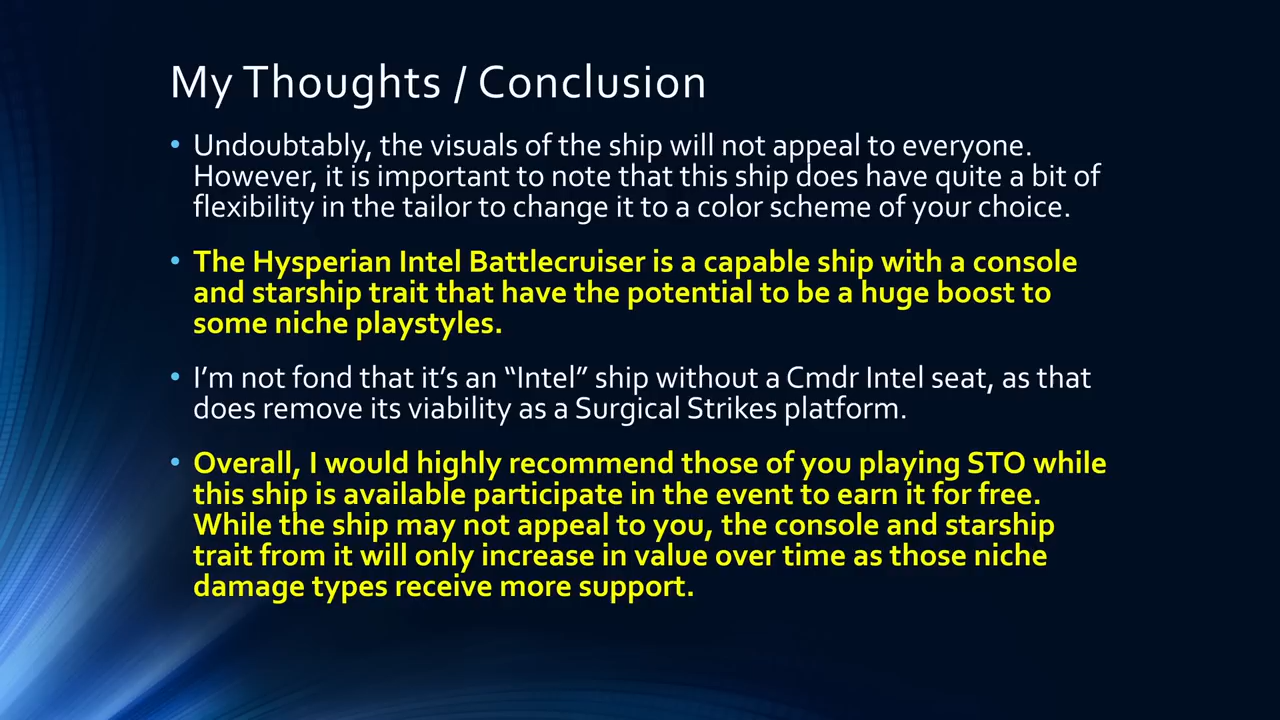 My Thoughts / Conclusion
• Undoubtably, the visuals of the ship will not appeal to everyone.
However, it is important to note that this ship does have quite a bit of
flexibility in the tailor to change it to a color scheme of your choice.
• The Hysperian Intel Battlecruiser is a capable ship with a console
and starship trait that have the potential to be a huge boost to
some niche playstyles.
• I’m not fond that it’s an “Intel” ship without a Cmdr Intel seat, as that
does remove its viability as a Surgical Strikes platform.
• Overall, I would highly recommend those of you playing STO while
this ship is available participate in the event to earn it for free.
While the ship may not appeal to you, the console and starship
trait from it will only increase in value over time as those niche
damage types receive more support.